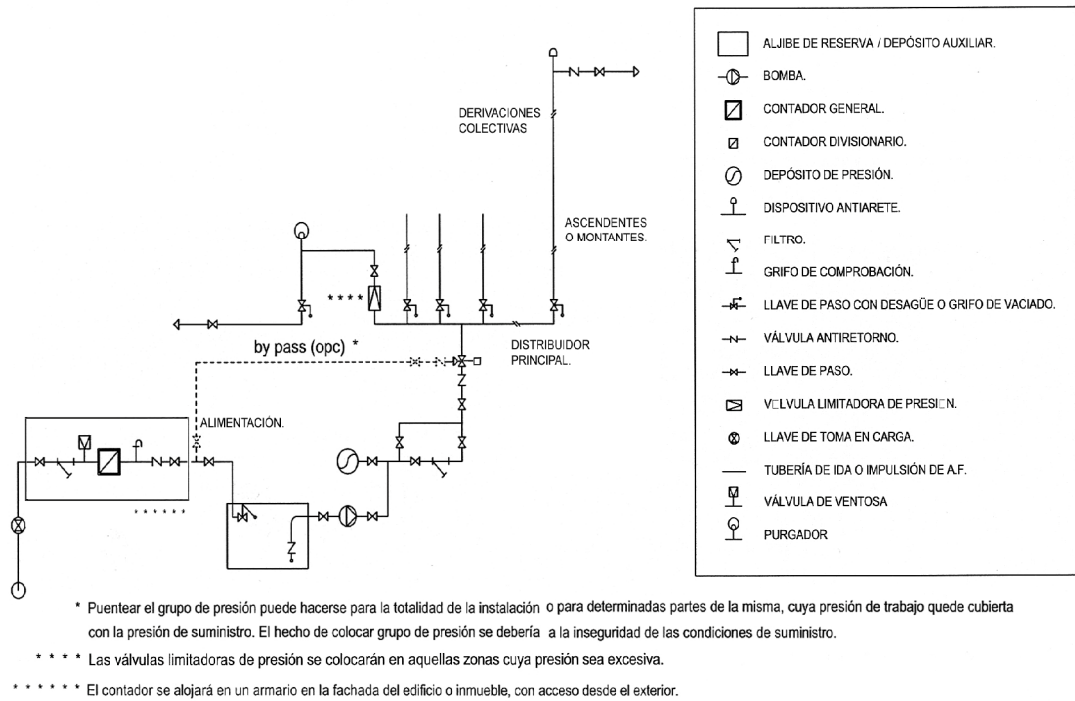 DERIVACIONES
COLECTIVAS
ASCENDENTES
O MONTANTES.
* * * *
by pass (opc) *
DISTRIBUIDOR
PRINCIPAL.
ALIMENTACIÓN.
* * * * * *
ALJIBE DE RESERVA / DEPÓSITO AUXILIAR.
BOMBA.
CONTADOR GENERAL.
CONTADOR DIVISIONARIO.
DEPÓSITO DE PRESIÓN.
DISPOSITIVO ANTIARETE.
FILTRO.
GRIFO DE COMPROBACIÓN.
LLAVE DE PASO CON DESAGÜE O GRIFO DE VACIADO.
VÁLVULA ANTIRETORNO.
LLAVE DE PASO.
V□LVULA LIMITADORA DE PRESI□N.
LLAVE DE TOMA EN CARGA.
TUBERÍA DE IDA O IMPULSIÓN DE A.F.
VÁLVULA DE VENTOSA
PURGADOR
* Puentear el grupo de presión puede hacerse para la totalidad de la instalación o para determinadas partes de la misma, cuya presión de trabajo quede cubierta
con la presión de suministro. El hecho de colocar grupo de presión se debería a la inseguridad de las condiciones de suministro.
* * * * Las válvulas limitadoras de presión se colocarán en aquellas zonas cuya presión sea excesiva.
* * * * * * El contador se alojará en un armario en la fachada del edificio o inmueble, con acceso desde el exterior.